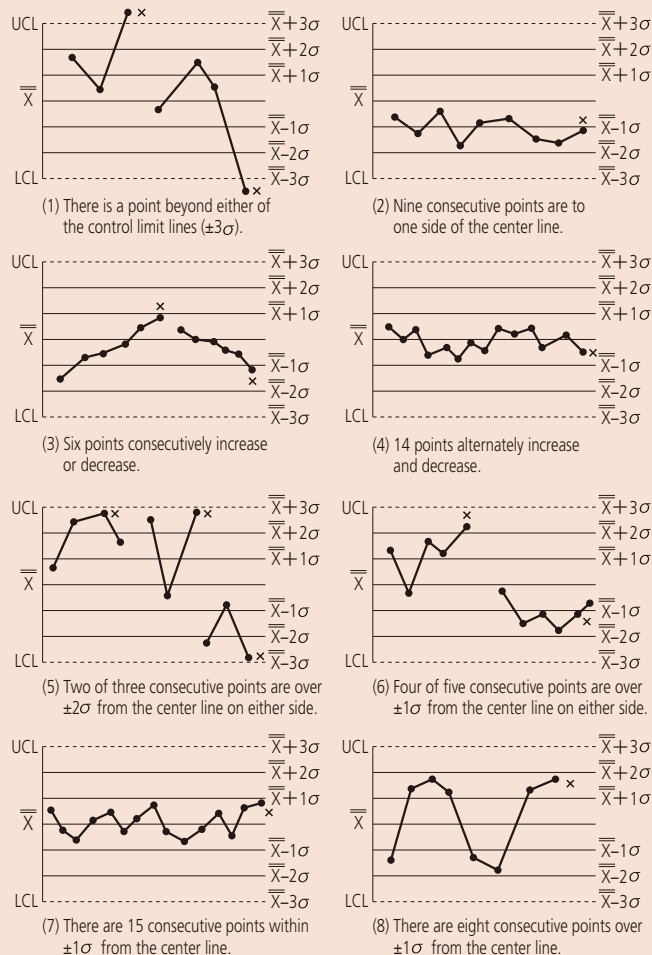 UCL
X̿+3σ
X̿+2σ
X̿+1σ
X̿
X̿–1σ
X̿–2σ
LCL
X̿–3σ
×
×
(1) There is a point beyond either of
the control limit lines (±3σ).
UCL
X̿+3σ
X̿+2σ
X̿+1σ
X̿
X̿–1σ
X̿–2σ
LCL
X̿–3σ
×
(2) Nine consecutive points are to
one side of the center line.
UCL
X̿+3σ
X̿+2σ
X̿+1σ
X̿
X̿–1σ
X̿–2σ
LCL
X̿–3σ
×
×
(3) Six points consecutively increase
or decrease.
UCL
X̿+3σ
X̿+2σ
X̿+1σ
X̿
X̿–1σ
X̿–2σ
LCL
X̿–3σ
×
(4) 14 points alternately increase
and decrease.
UCL
X̿+3σ
X̿+2σ
X̿+1σ
X̿
X̿–1σ
X̿–2σ
LCL
X̿–3σ
×
×
×
(5) Two of three consecutive points are over
±2σ from the center line on either side.
UCL
X̿+3σ
X̿+2σ
X̿+1σ
X̿
X̿–1σ
X̿–2σ
LCL
X̿–3σ
×
×
(6) Four of five consecutive points are over
±1σ from the center line on either side.
UCL
X̿+3σ
X̿+2σ
X̿+1σ
X̿
X̿–1σ
X̿–2σ
LCL
X̿–3σ
×
(7) There are 15 consecutive points within
±1σ from the center line.
UCL
X̿+3σ
X̿+2σ
X̿+1σ
X̿
X̿–1σ
X̿–2σ
LCL
X̿–3σ
×
(8) There are eight consecutive points over
±1σ from the center line.